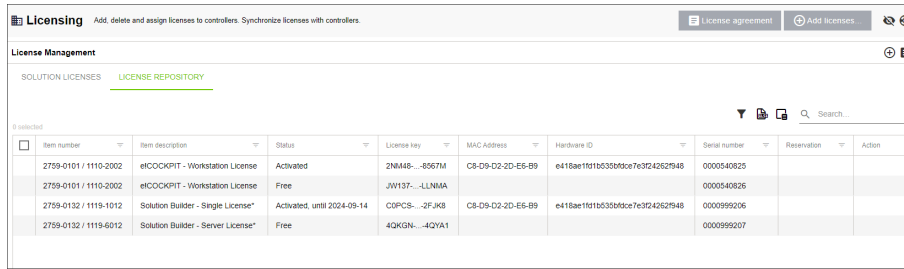 Licensing Add, delete and assign licenses to controllers. Synchronize licenses with controllers. License agreement Add licenses...
License Management
SOLUTION LICENSES LICENSE REPOSITORY
Search...
0 selected
Item number Item description Status License key MAC Address Hardware ID Serial number Reservation Action
2759-0101 / 1110-2002 e!COCKPIT - Workstation License Activated 2NM48-...-8567M C8-D9-D2-2D-E6-B9 e418ae1fd1b535bfdce7e3f24262f948 0000540825
2759-0101 / 1110-2002 e!COCKPIT - Workstation License Free JW137-...-LLNMA 0000540826
2759-0132 / 1119-1012 Solution Builder - Single License* Activated, until 2024-09-14 C0PCS-...-2FJK8 C8-D9-D2-2D-E6-B9 e418ae1fd1b535bfdce7e3f24262f948 0000999206
2759-0132 / 1119-6012 Solution Builder - Server License* Free 4QKGN-...-4QYA1 0000999207